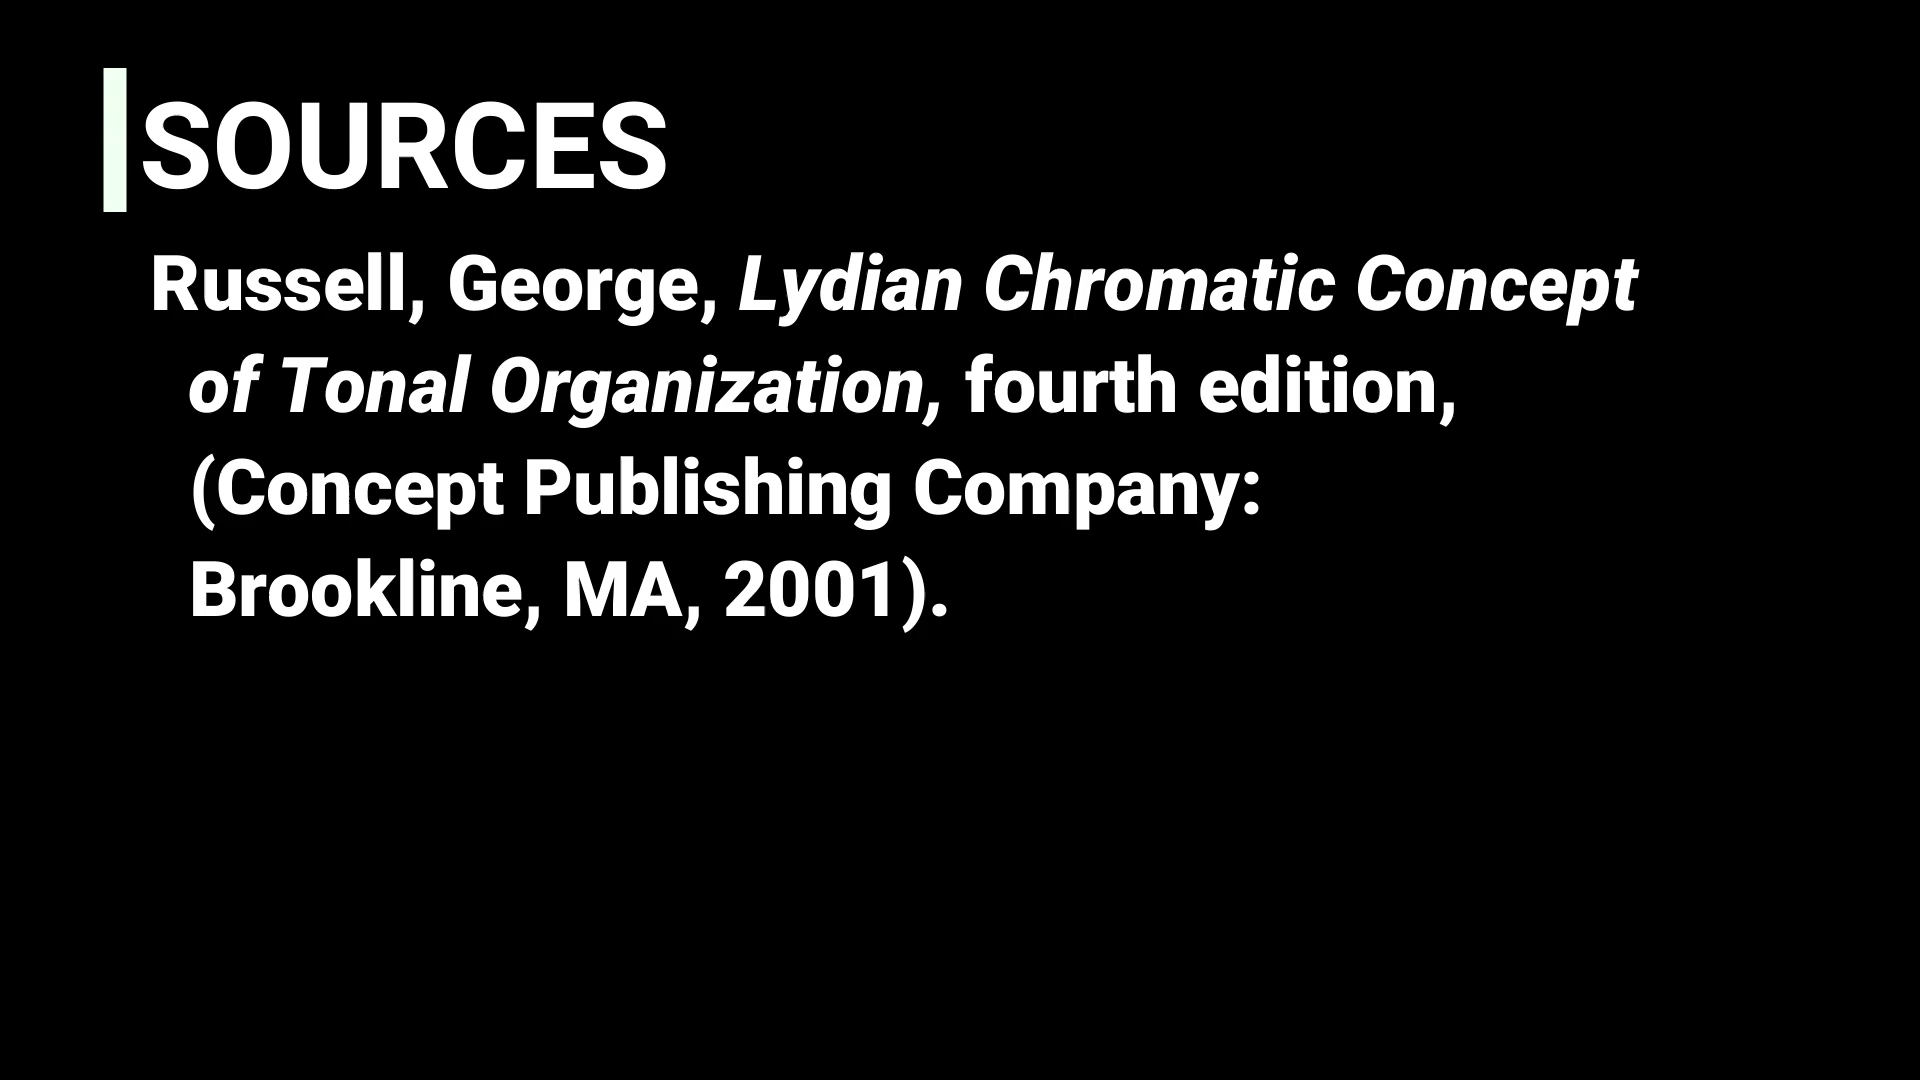 SOURCES
Russell, George, Lydian Chromatic Concept
of Tonal Organization, fourth edition,
(Concept Publishing Company:
Brookline, MA, 2001).